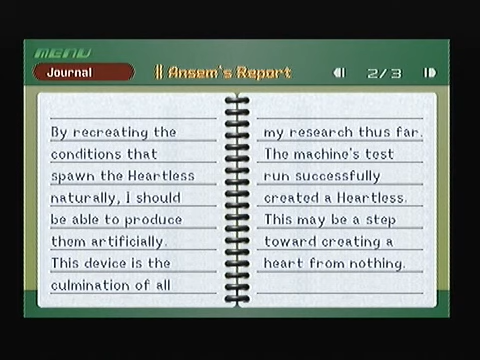 MENU
Journal
Ansem's Report
2/3
By recreating the
conditions that
spawn the Heartless
naturally, I should
be able to produce
them artificially.
This device is the
culmination of all
my research thus far.
The machine's test
run successfully
created a Heartless.
This may be a step
toward creating a
heart from nothing.